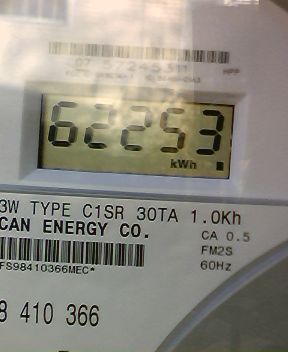 62253
kWh
3W TYPE C1SR 30TA 1.0Kh
CAN ENERGY CO.
CA 0.5
FM2S
60Hz
FS98410366MEC*
8 410 366